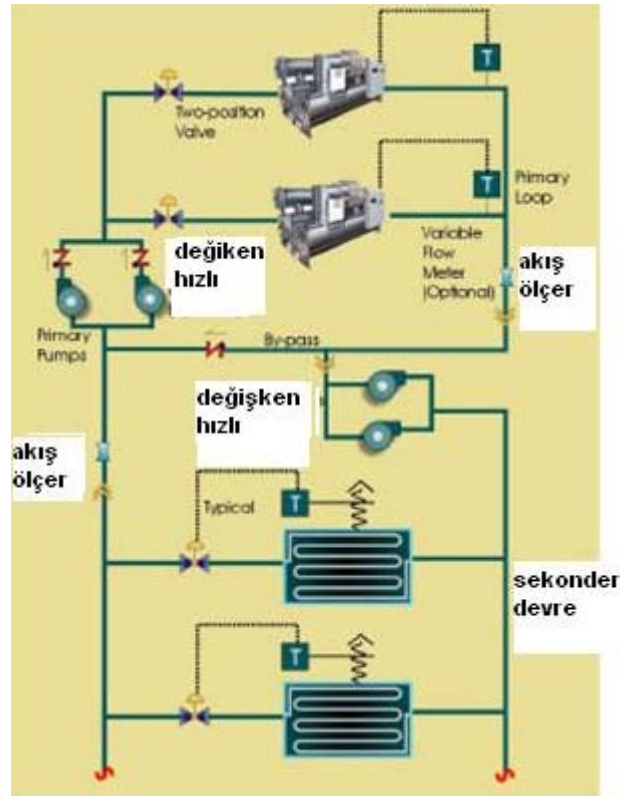 T
Two-position
Valve
T
Primary
Loop
Variable
Flow
Meter
(Optional)
akış
ölçer
değiken
hızlı
Primary
Pumps
By-pass
değişken
hızlı
akış
ölçer
Typical
T
sekonder
devre
T